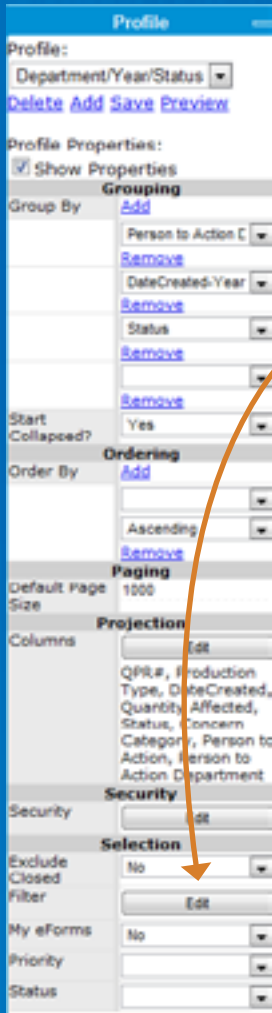 Profile
Profile:
Department/Year/Status
Delete Add Save Preview
Profile Properties:
Show Properties
Grouping
Group By Add
Person to Action D
Remove
DateCreated-Year
Remove
Status
Remove
Remove
Start Collapsed? Yes
Ordering
Order By Add
Ascending
Remove
Paging
Default Page Size 1000
Projection
Columns Edit
QPR#, Production
Type, DateCreated,
Quantity Affected,
Status, Concern
Category, Person to
Action, Person to
Action Department
Security
Security Edit
Selection
Exclude Closed No
Filter Edit
My eForms No
Priority
Status